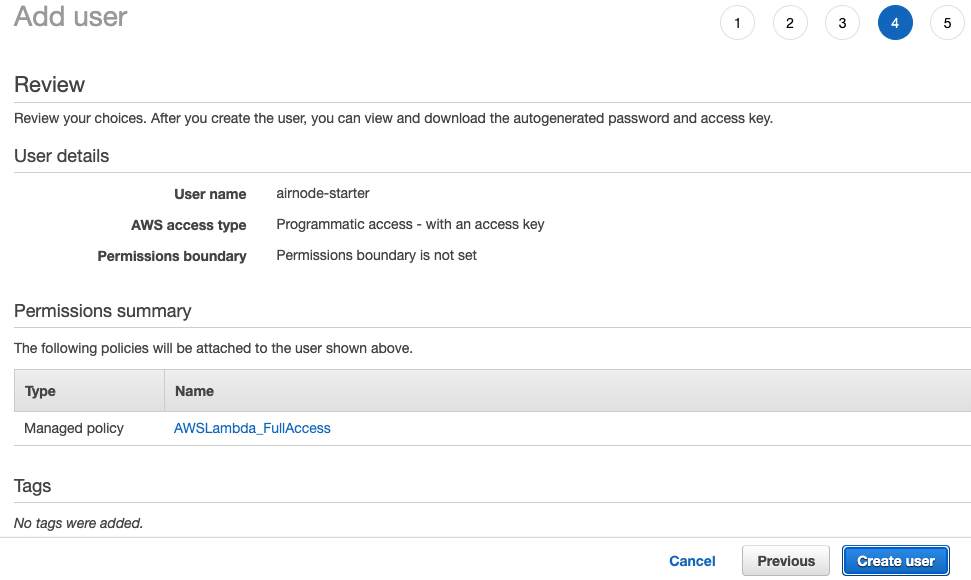 Add user
1 2 3 4 5
Review
Review your choices. After you create the user, you can view and download the autogenerated password and access key.
User details
User name airnode-starter
AWS access type Programmatic access - with an access key
Permissions boundary Permissions boundary is not set
Permissions summary
The following policies will be attached to the user shown above.
Type Name
Managed policy AWSLambda_FullAccess
Tags
No tags were added.
Cancel Previous Create user